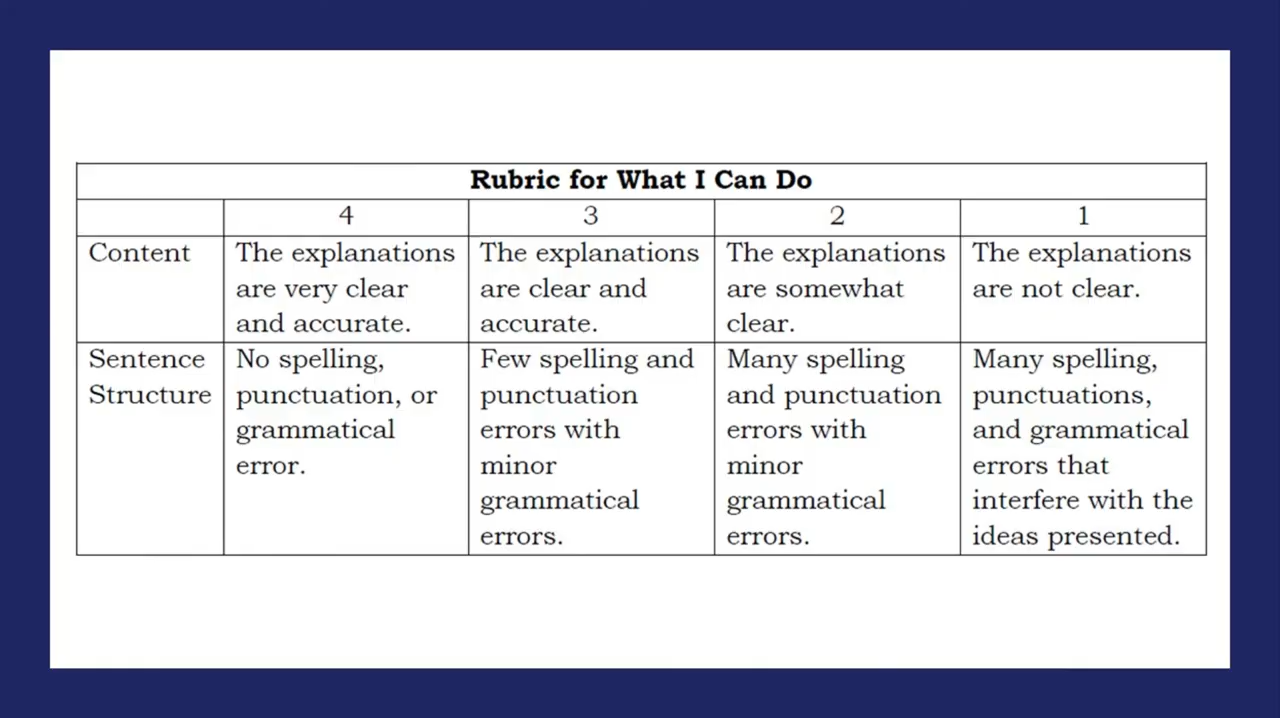 Rubric for What I Can Do
4 3 2 1
Content
The explanations
are very clear
and accurate.
The explanations
are clear and
accurate.
The explanations
are somewhat
clear.
The explanations
are not clear.
Sentence
Structure
No spelling,
punctuation, or
grammatical
error.
Few spelling and
punctuation
errors with
minor
grammatical
errors.
Many spelling
and punctuation
errors with
minor
grammatical
errors.
Many spelling,
punctuations,
and grammatical
errors that
interfere with the
ideas presented.